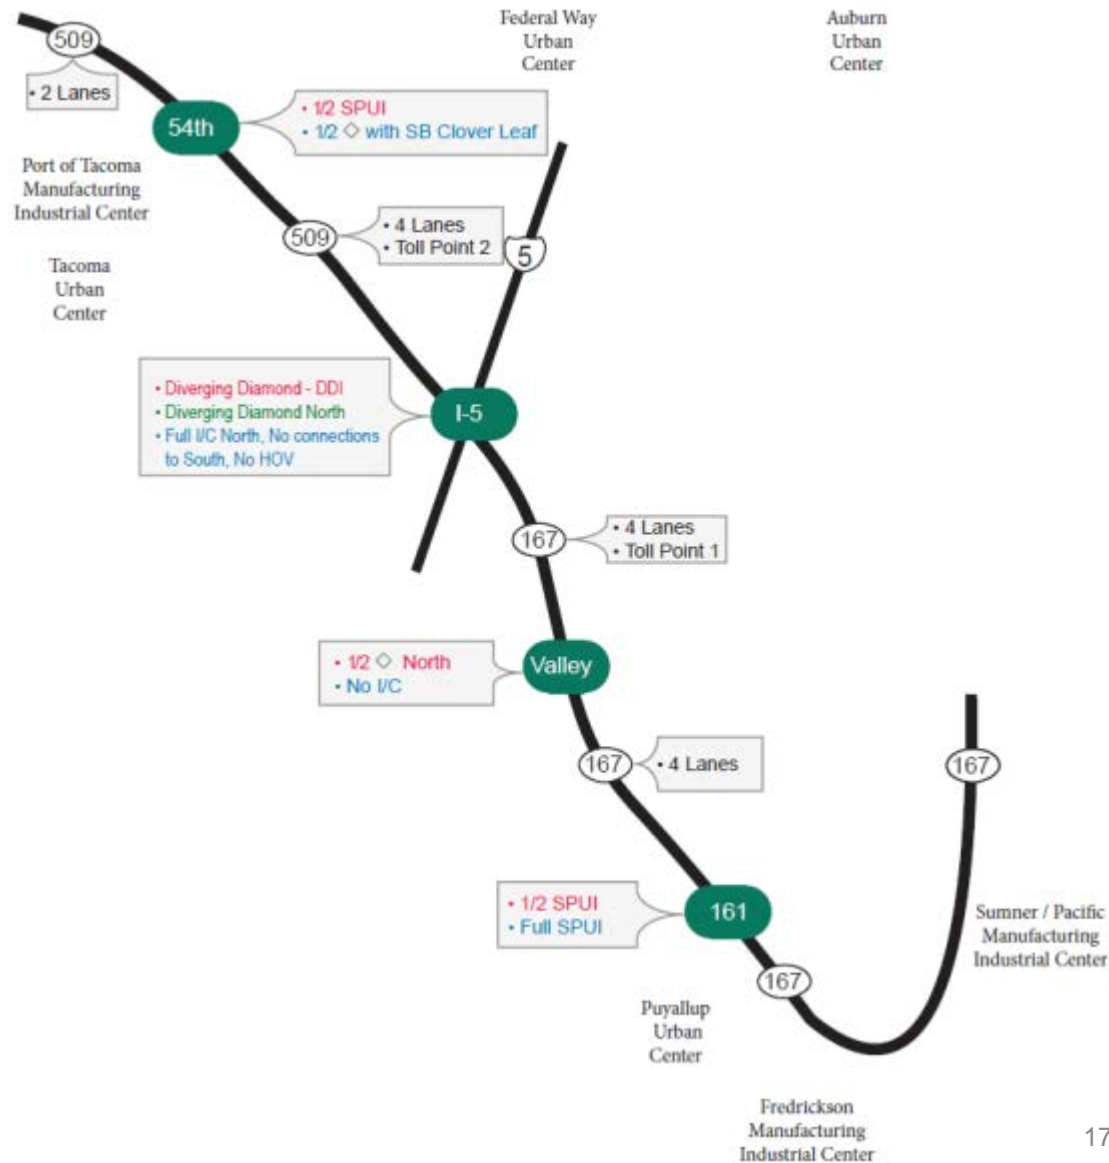 509
• 2 Lanes
Federal Way
Urban
Center
Auburn
Urban
Center
54th
• 1/2 SPUI
• 1/2 ◇ with SB Clover Leaf
Port of Tacoma
Manufacturing
Industrial Center
509
• 4 Lanes
• Toll Point 2
5
Tacoma
Urban
Center
• Diverging Diamond - DDI
• Diverging Diamond North
• Full I/C North, No connections
to South, No HOV
I-5
167
• 4 Lanes
• Toll Point 1
• 1/2 ◇ North
• No I/C
Valley
167
• 4 Lanes
167
• 1/2 SPUI
• Full SPUI
161
Sumner / Pacific
Manufacturing
Industrial Center
167
Puyallup
Urban
Center
Fredrickson
Manufacturing
Industrial Center
17